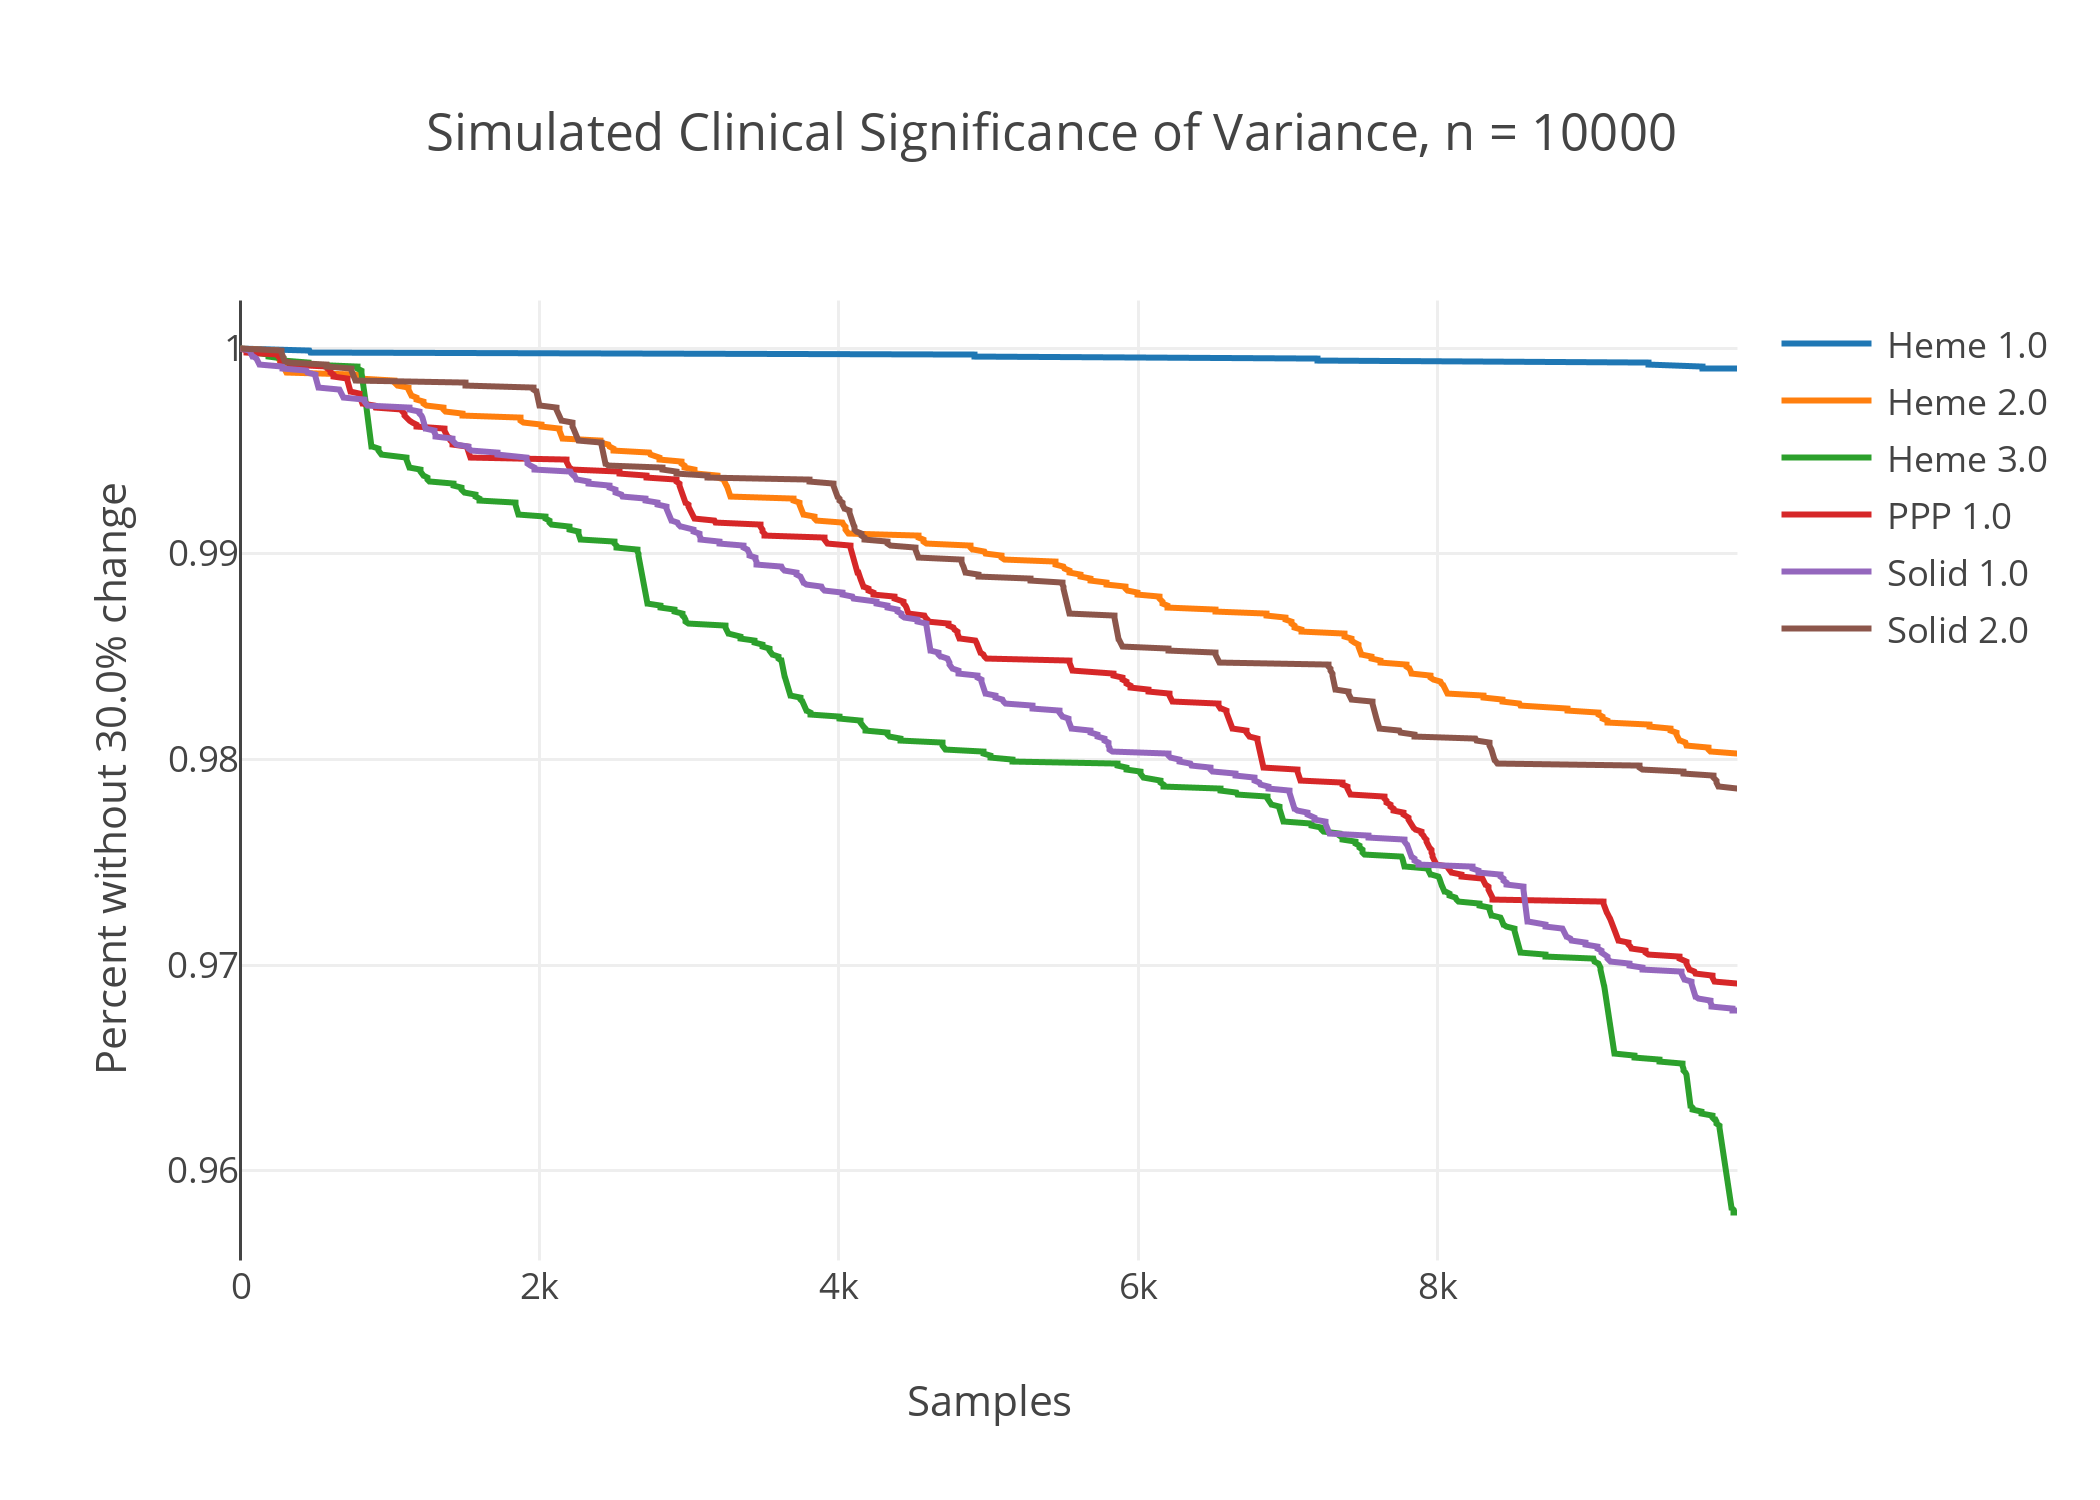 Simulated Clinical Significance of Variance, n = 10000
Percent without 30.0% change
1
0.99
0.98
0.97
0.96
0
2k
4k
6k
8k
Samples
Heme 1.0
Heme 2.0
Heme 3.0
PPP 1.0
Solid 1.0
Solid 2.0